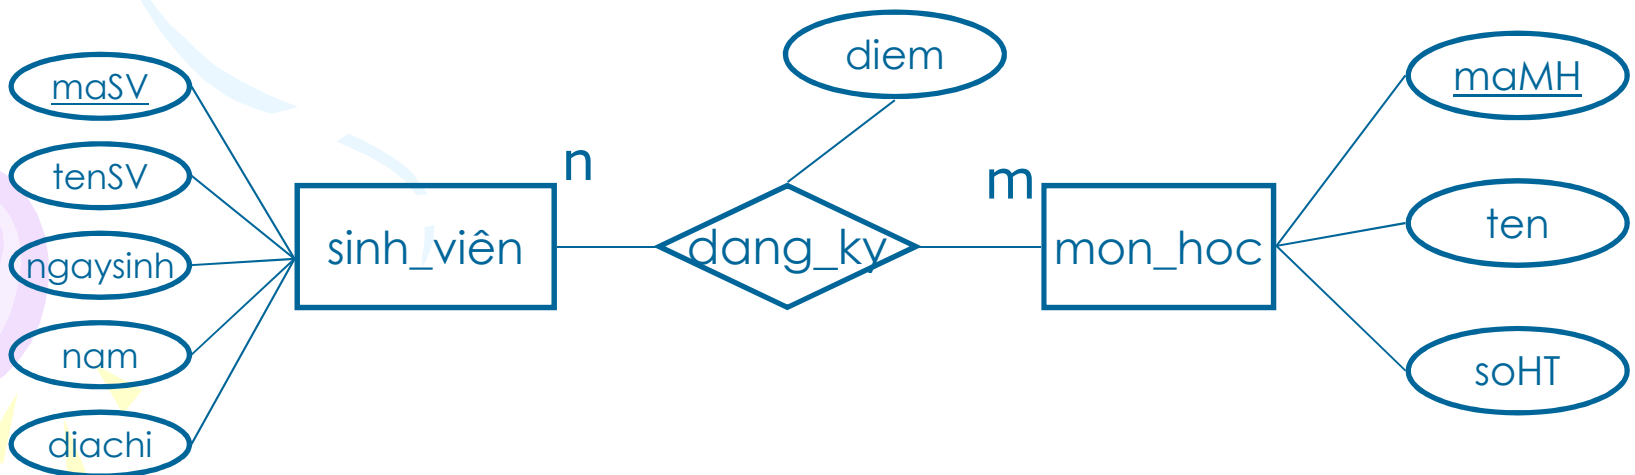 maSV
tenSV
ngaysinh
nam
diachi
sinh_viên
n
diem
dang_ky
m
mon_hoc
maMH
ten
soHT